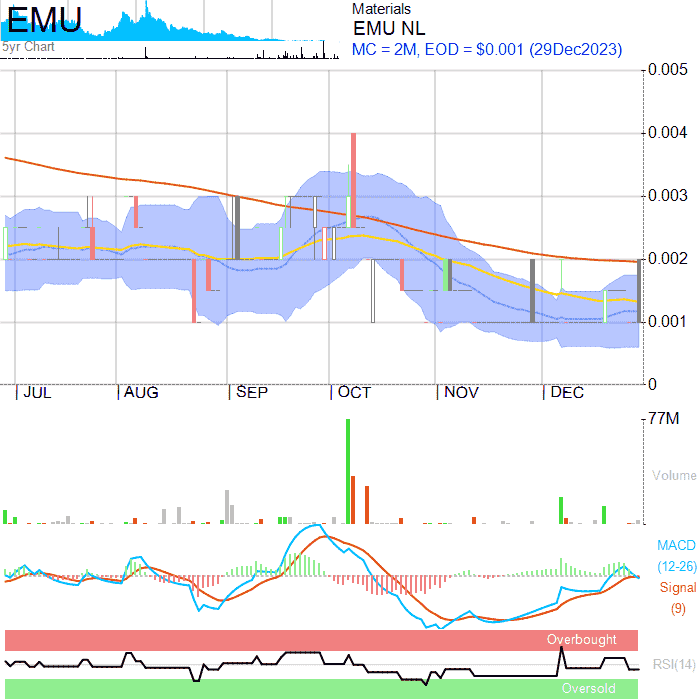 EMU
5yr Chart
Materials
EMU NL
MC = 2M, EOD = $0.001 (29Dec2023)
0.005
0.004
0.003
0.002
0.001
0
JUL AUG SEP OCT NOV DEC
77M
Volume
MACD
(12-26)
Signal
(9)
Overbought
RSI(14)
Oversold